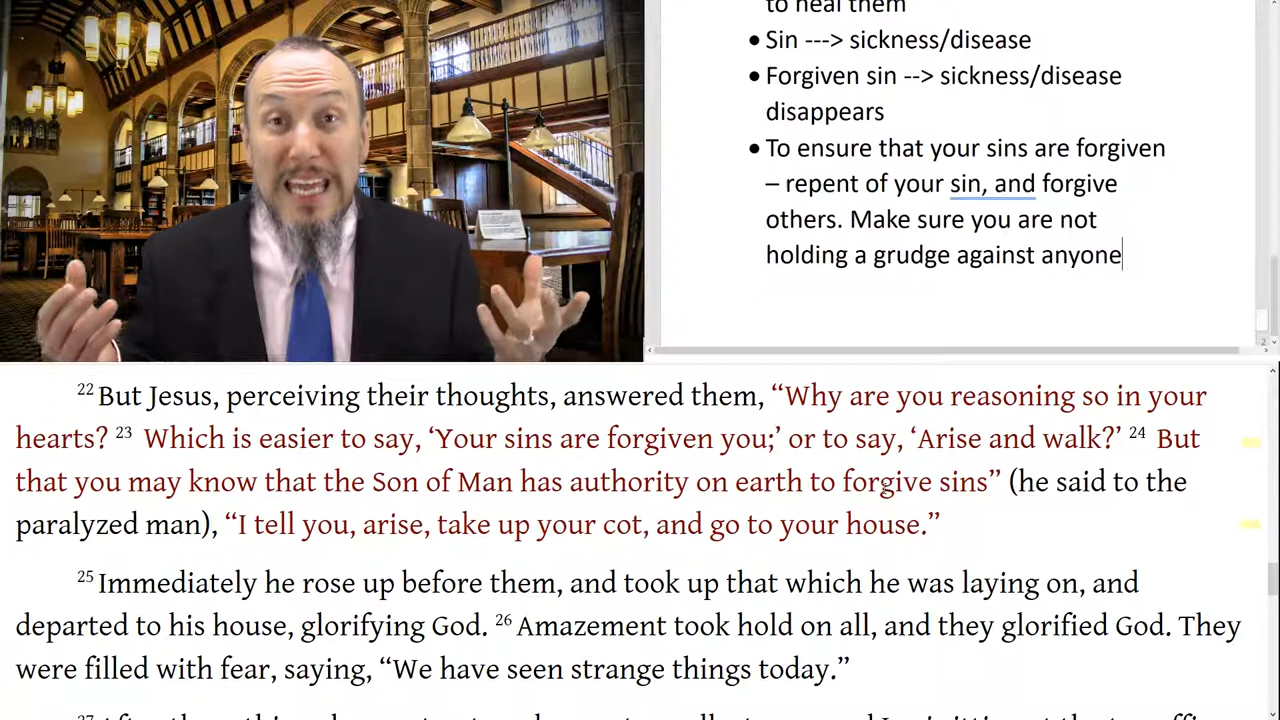 to heal them
• Sin ---> sickness/disease
• Forgiven sin --> sickness/disease
disappears
• To ensure that your sins are forgiven
– repent of your sin, and forgive
others. Make sure you are not
holding a grudge against anyone
22 But Jesus, perceiving their thoughts, answered them, “Why are you reasoning so in your
hearts? 23 Which is easier to say, ‘Your sins are forgiven you;’ or to say, ‘Arise and walk?’ 24 But
that you may know that the Son of Man has authority on earth to forgive sins” (he said to the
paralyzed man), “I tell you, arise, take up your cot, and go to your house.”
25 Immediately he rose up before them, and took up that which he was laying on, and
departed to his house, glorifying God. 26 Amazement took hold on all, and they glorified God. They
were filled with fear, saying, “We have seen strange things today.”